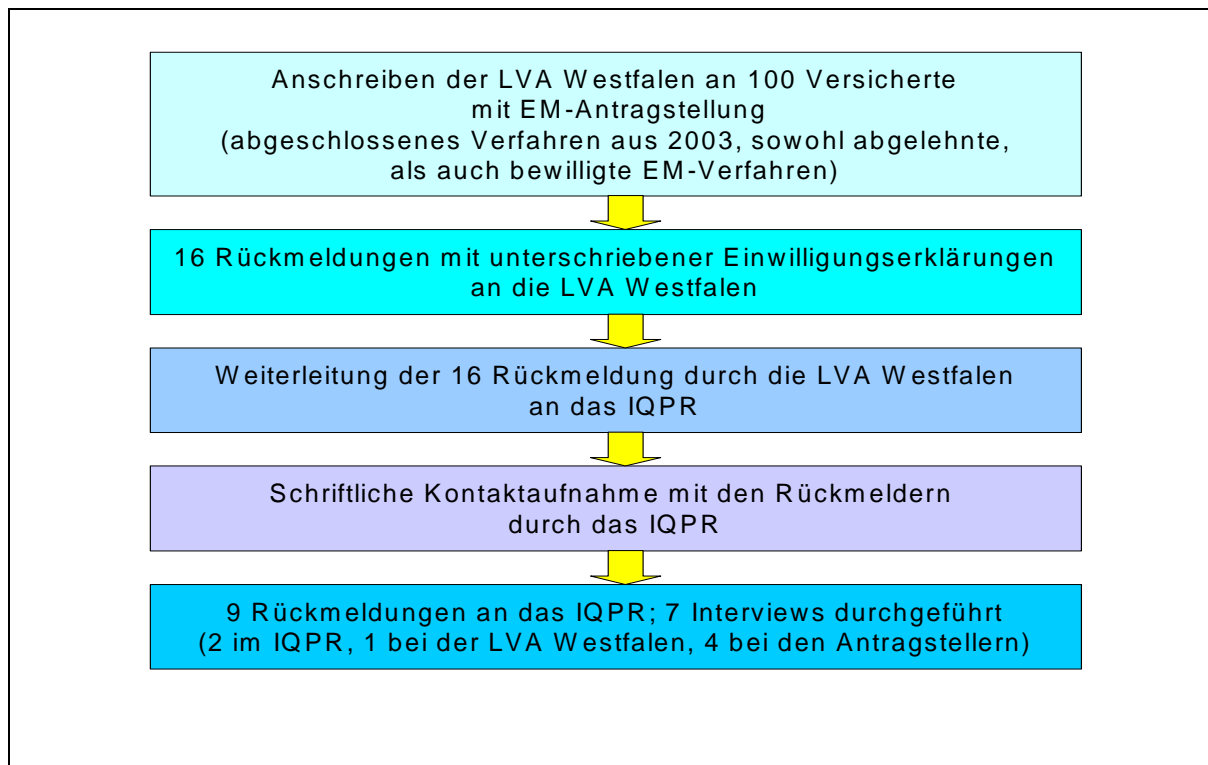 Anschreiben der LVA Westfalen an 100 Versicherte
mit EM-Antragstellung
(abgeschlossenes Verfahren aus 2003, sowohl abgelehnte,
als auch bewilligte EM-Verfahren)
16 Rückmeldungen mit unterschriebener Einwilligungserklärungen
an die LVA Westfalen
Weiterleitung der 16 Rückmeldung durch die LVA Westfalen
an das IQPR
Schriftliche Kontaktaufnahme mit den Rückmeldern
durch das IQPR
9 Rückmeldungen an das IQPR; 7 Interviews durchgeführt
(2 im IQPR, 1 bei der LVA Westfalen, 4 bei den Antragstellern)